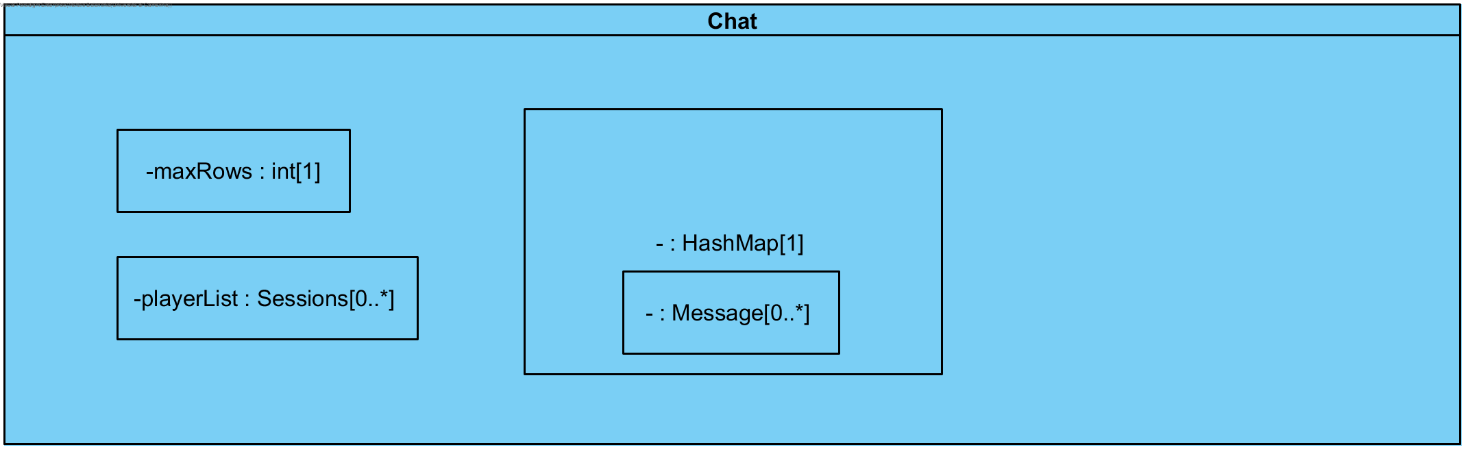 Chat
-maxRows : int[1]
-playerList : Sessions[0..*]
- : HashMap[1]
- : Message[0..*]